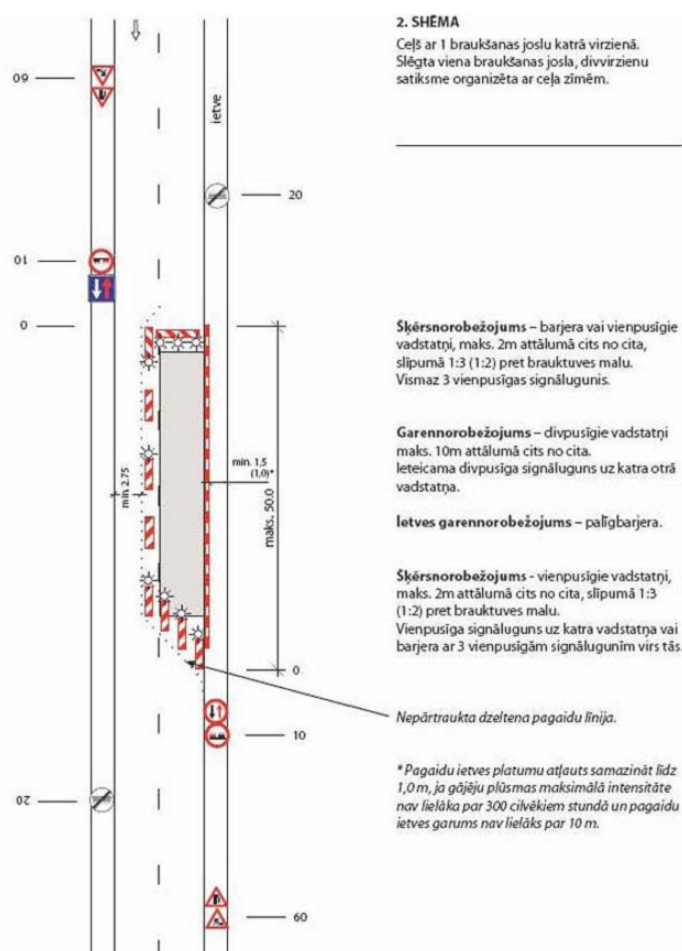 2. SHĒMA
Ceļš ar 1 braukšanas joslu katrā virzienā.
Slēgta viena braukšanas josla, divvirzienu
satiksme organizēta ar ceļa zīmēm.
60
ietve
20
10
0
Šķērsnorobežojums – barjera vai vienpusīgie
vadstatņi, maks. 2m attālumā cits no cita,
slīpumā 1:3 (1:2) pret brauktuves malu.
Vismaz 3 vienpusīgas signālugunis.
Garennorobežojums – divpusīgie vadstatņi
maks. 10m attālumā cits no cita.
Ieteicama divpusīga signāluguns uz katra otrā
vadstatņa.
min. 1,5
(1,0)*
min. 2.75
maks. 50.0
Ietves garennorobežojums – palīgbarjera.
Šķērsnorobežojums - vienpusīgie vadstatņi,
maks. 2m attālumā cits no cita, slīpumā 1:3
(1:2) pret brauktuves malu.
Vienpusīga signāluguns uz katra vadstatņa vai
barjera ar 3 vienpusīgām signālugunīm virs tās.
0
Nepārtraukta dzeltena pagaidu līnija.
10
* Pagaidu ietves platumu atļauts samazināt līdz
1,0 m, ja gājēju plūsmas maksimālā intensitāte
nav lielāka par 300 cilvēkiem stundā un pagaidu
ietves garums nav lielāks par 10 m.
20
60